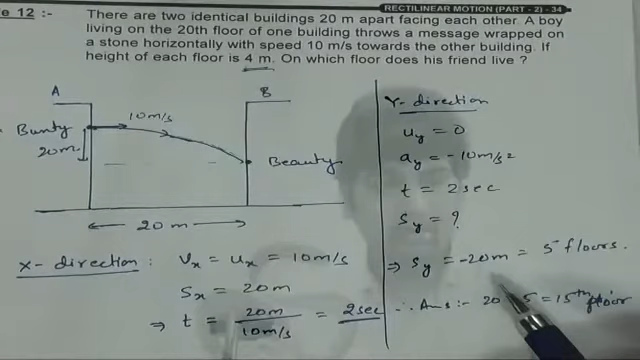 RECTILINEAR MOTION (PART - 2) - 34
e 12 :- There are two identical buildings 20 m apart facing each other. A boy
living on the 20th floor of one building throws a message wrapped on
a stone horizontally with speed 10 m/s towards the other building. If
height of each floor is 4 m. On which floor does his friend live ?
A
B
10m/s
Bunty
20m
Beauty
20 m
X - direction : Vx = ux = 10m/s
Sx = 20m
⇒ t = 20m / 10m/s = 2sec
Y-direction
uy = 0
ay = -10m/s2
t = 2sec
Sy = ?
⇒ Sy = -20m = 5 floors.
∴ Ans :- 20 5 = 15th floor